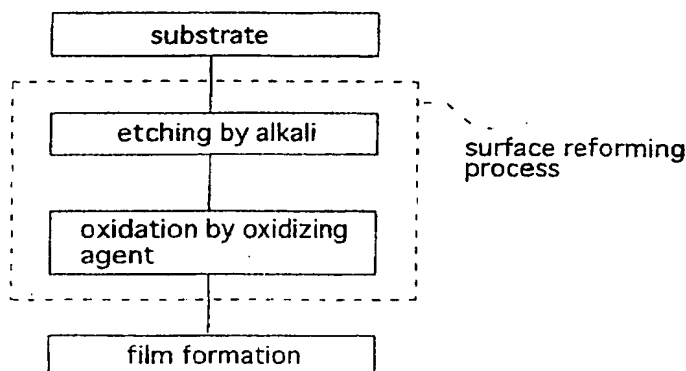 substrate
etching by alkali
surface reforming
process
oxidation by oxidizing
agent
film formation